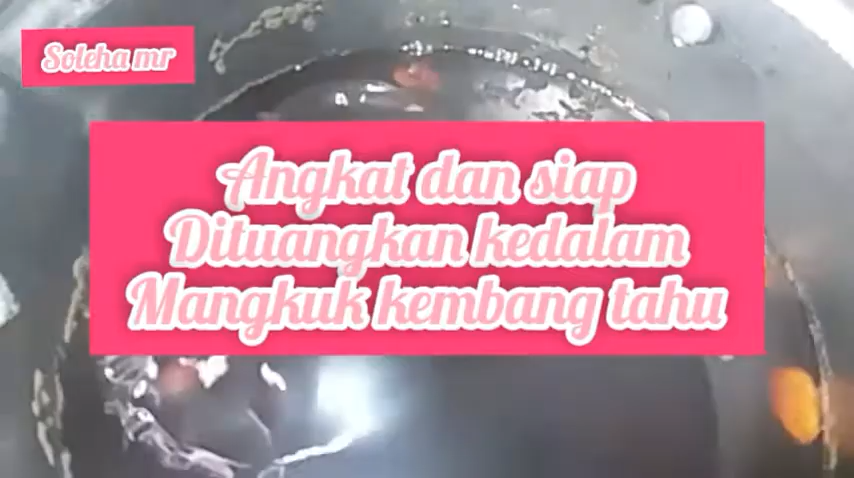 Soleha mr
Angkat dan siap
Dituangkan kedalam
Mangkuk kembang tahu